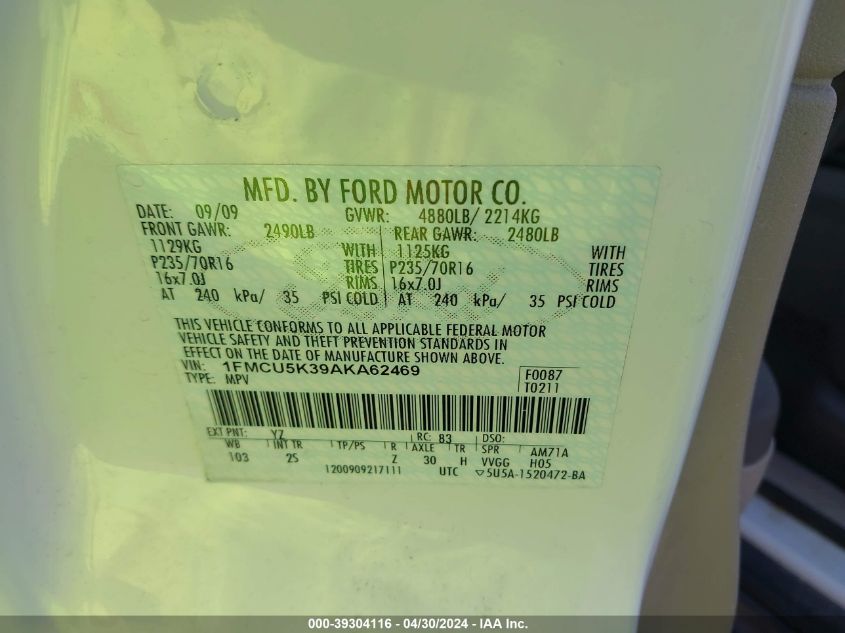 MFD. BY FORD MOTOR CO.
DATE: 09/09 GVWR: 4880LB/ 2214KG
FRONT GAWR: 2490LB REAR GAWR: 2480LB
1129KG WITH 1125KG WITH
P235/70R16 TIRES P235/70R16 TIRES
16x7.0J RIMS 16x7.0J RIMS
AT 240 kPa/ 35 PSI COLD AT 240 kPa/ 35 PSI COLD
THIS VEHICLE CONFORMS TO ALL APPLICABLE FEDERAL MOTOR
VEHICLE SAFETY AND THEFT PREVENTION STANDARDS IN
EFFECT ON THE DATE OF MANUFACTURE SHOWN ABOVE.
VIN: 1FMCU5K39AKA62469 F0087
TYPE: MPV T0211
EXT PNT: YZ RC: 83 DSO:
WB INT TR TP/PS R AXLE TR SPR AM71A
103 25 Z 30 H VVGG H05
1200909217111 UTC ▽5U5A-1520472-BA
000-39304116 - 04/30/2024 - IAA Inc.